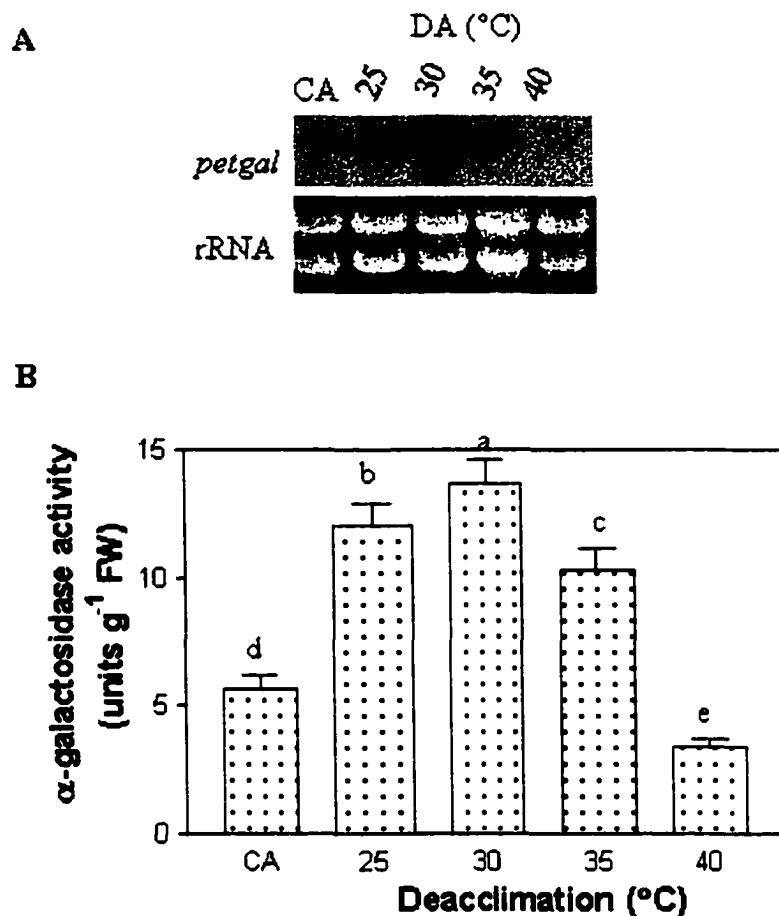 A
DA (°C)
CA 25 30 35 40
petgal
rRNA
B
α-galactosidase activity
(units g⁻¹ FW)
15
10
5
0
d
b
a
c
e
CA 25 30 35 40
Deacclimation (°C)